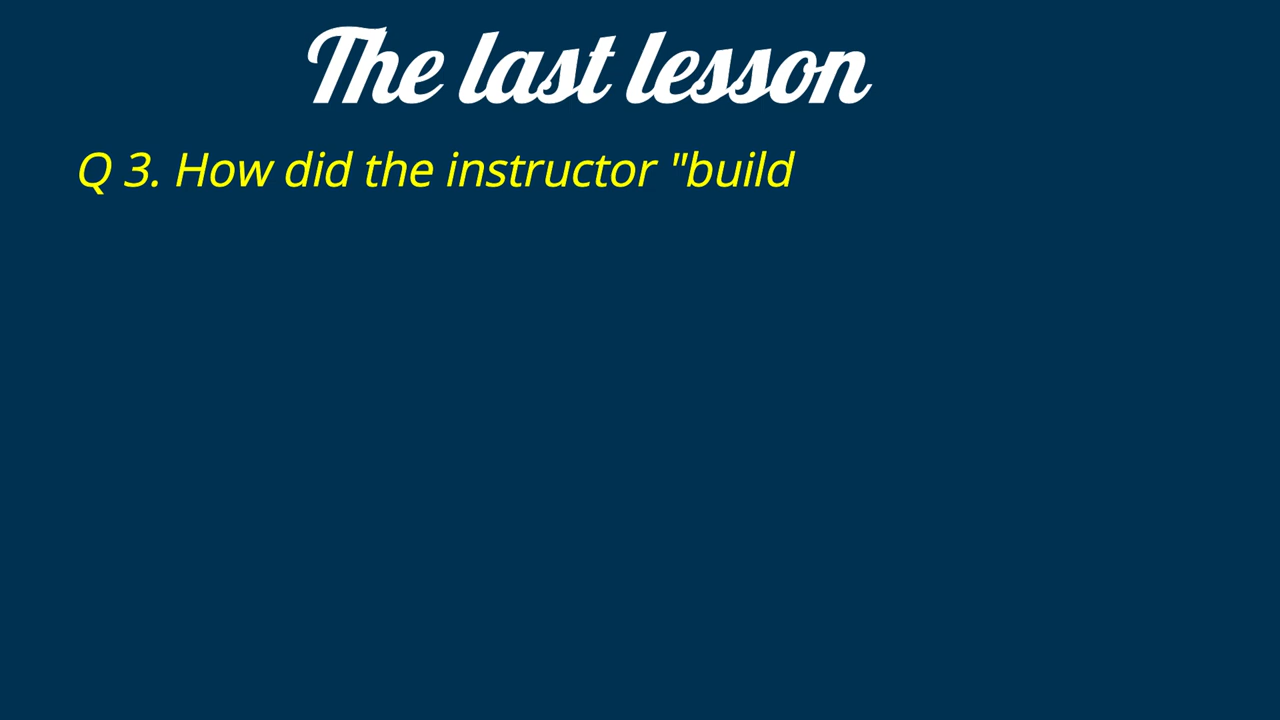 The last lesson
Q 3. How did the instructor "build